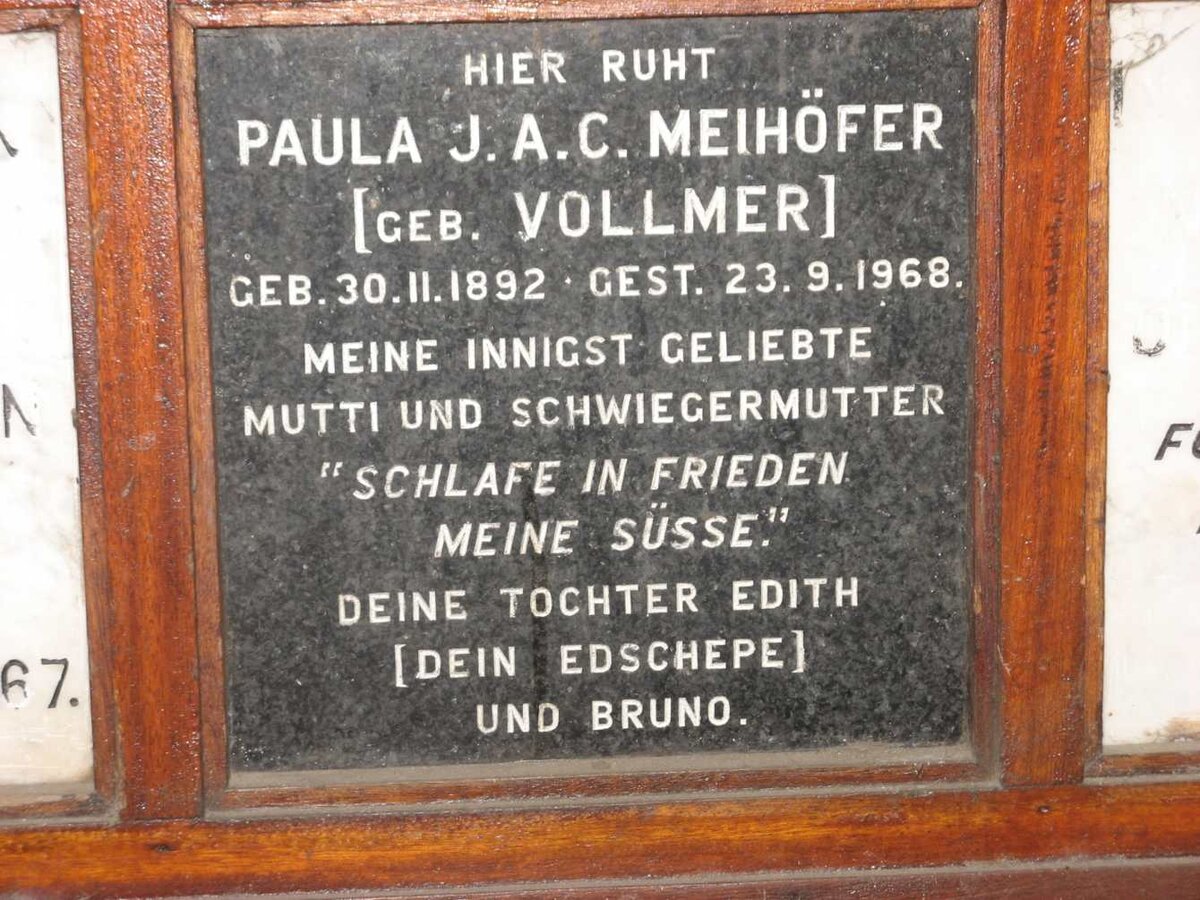 HIER RUHT
PAULA J. A. C. MEIHÖFER
[GEB. VOLLMER]
GEB. 30.11.1892 · GEST. 23.9.1968.
MEINE INNIGST GELIEBTE
MUTTI UND SCHWIEGERMUTTER
"SCHLAFE IN FRIEDEN
MEINE SÜSSE."
DEINE TOCHTER EDITH
[DEIN EDSCHEPE]
UND BRUNO.
67.